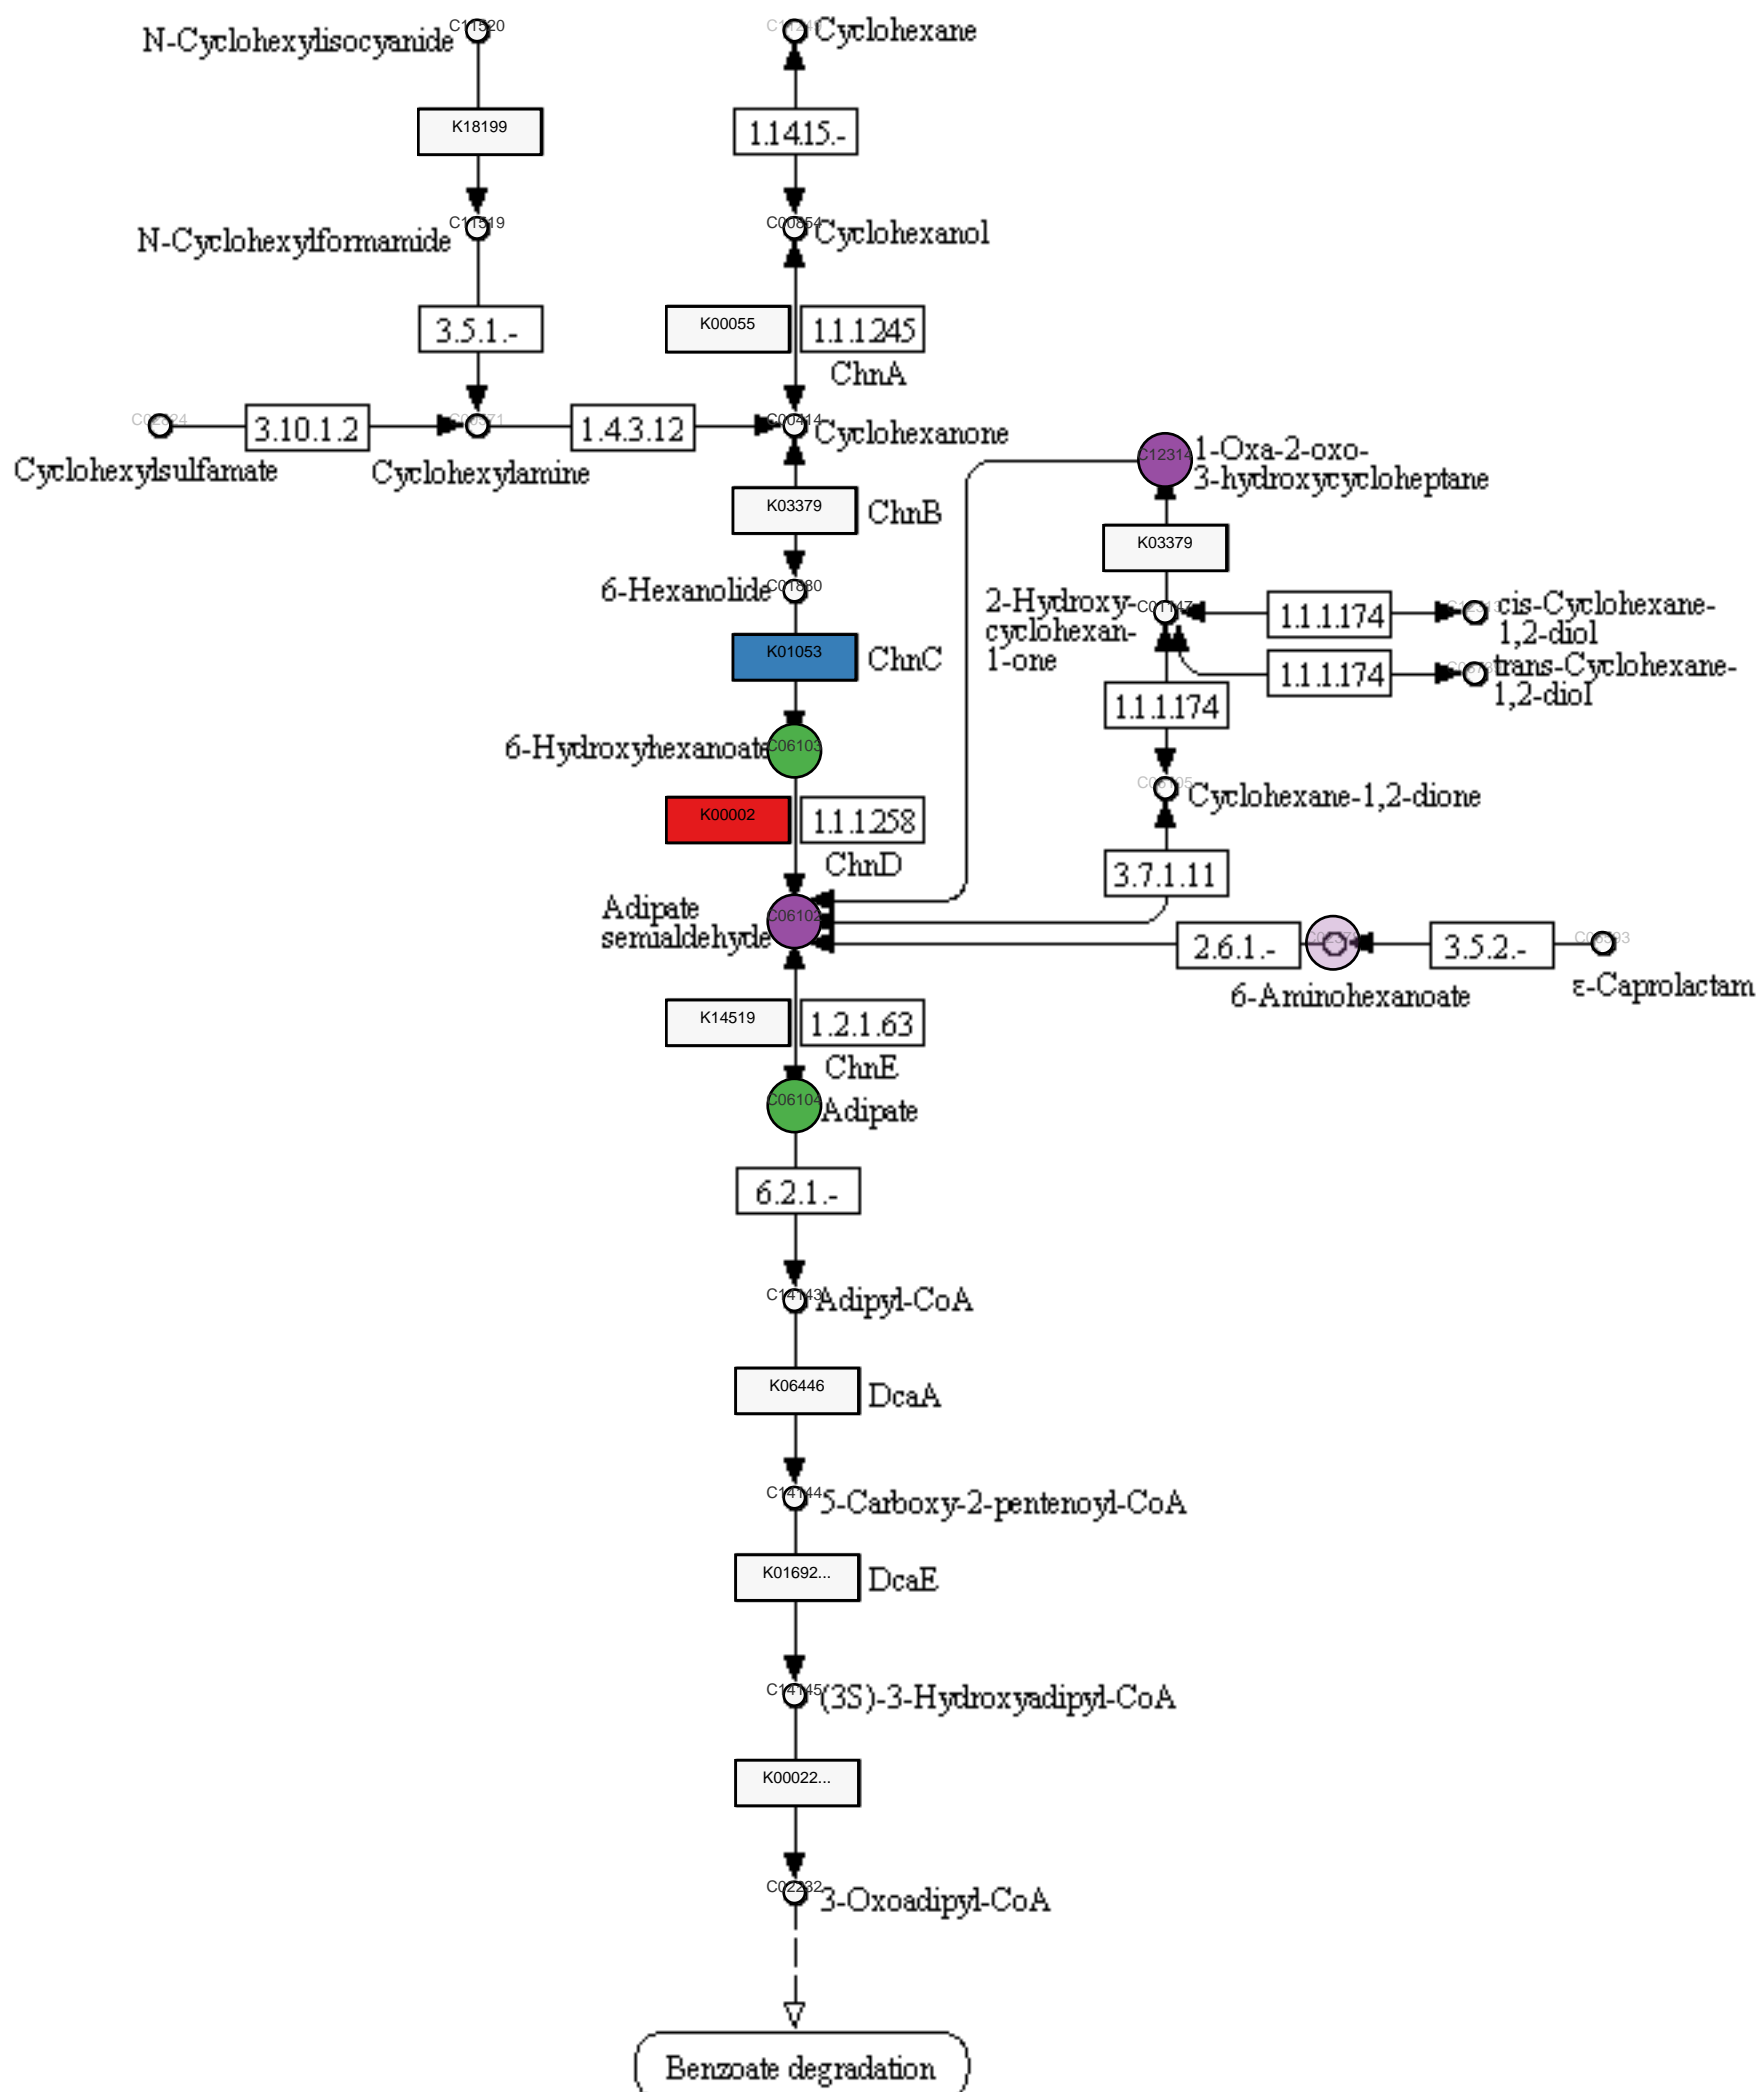 C11520
N-Cyclohexylisocyanide
Cyclohexane
K18199
1.14.15.-
C11519
N-Cyclohexylformamide
C00854
Cyclohexanol
3.5.1.-
K00055
1.1.1.245
ChnA
C00414
3.10.1.2
1.4.3.12
Cyclohexanone
Cyclohexylsulfamate
Cyclohexylamine
C12314
1-Oxa-2-oxo-
3-hydroxycycloheptane
K03379
ChnB
K03379
6-Hexanolide
C01880
2-Hydroxy-
cyclohexan-
1-one
C01147
1.1.1.174
cis-Cyclohexane-
1,2-diol
1.1.1.174
trans-Cyclohexane-
1,2-diol
K01053
ChnC
1.1.1.174
6-Hydroxyhexanoate
C06103
Cyclohexane-1,2-dione
K00002
1.1.1.258
ChnD
3.7.1.11
Adipate
semialdehyde
C06102
2.6.1.-
3.5.2.-
6-Aminohexanoate
ε-Caprolactam
K14519
1.2.1.63
ChnE
C06104
Adipate
6.2.1.-
C14143
Adipyl-CoA
K06446
DcaA
C14144
5-Carboxy-2-pentenoyl-CoA
K01692...
DcaE
C14145
(3S)-3-Hydroxyadipyl-CoA
K00022...
C02232
3-Oxoadipyl-CoA
Benzoate degradation